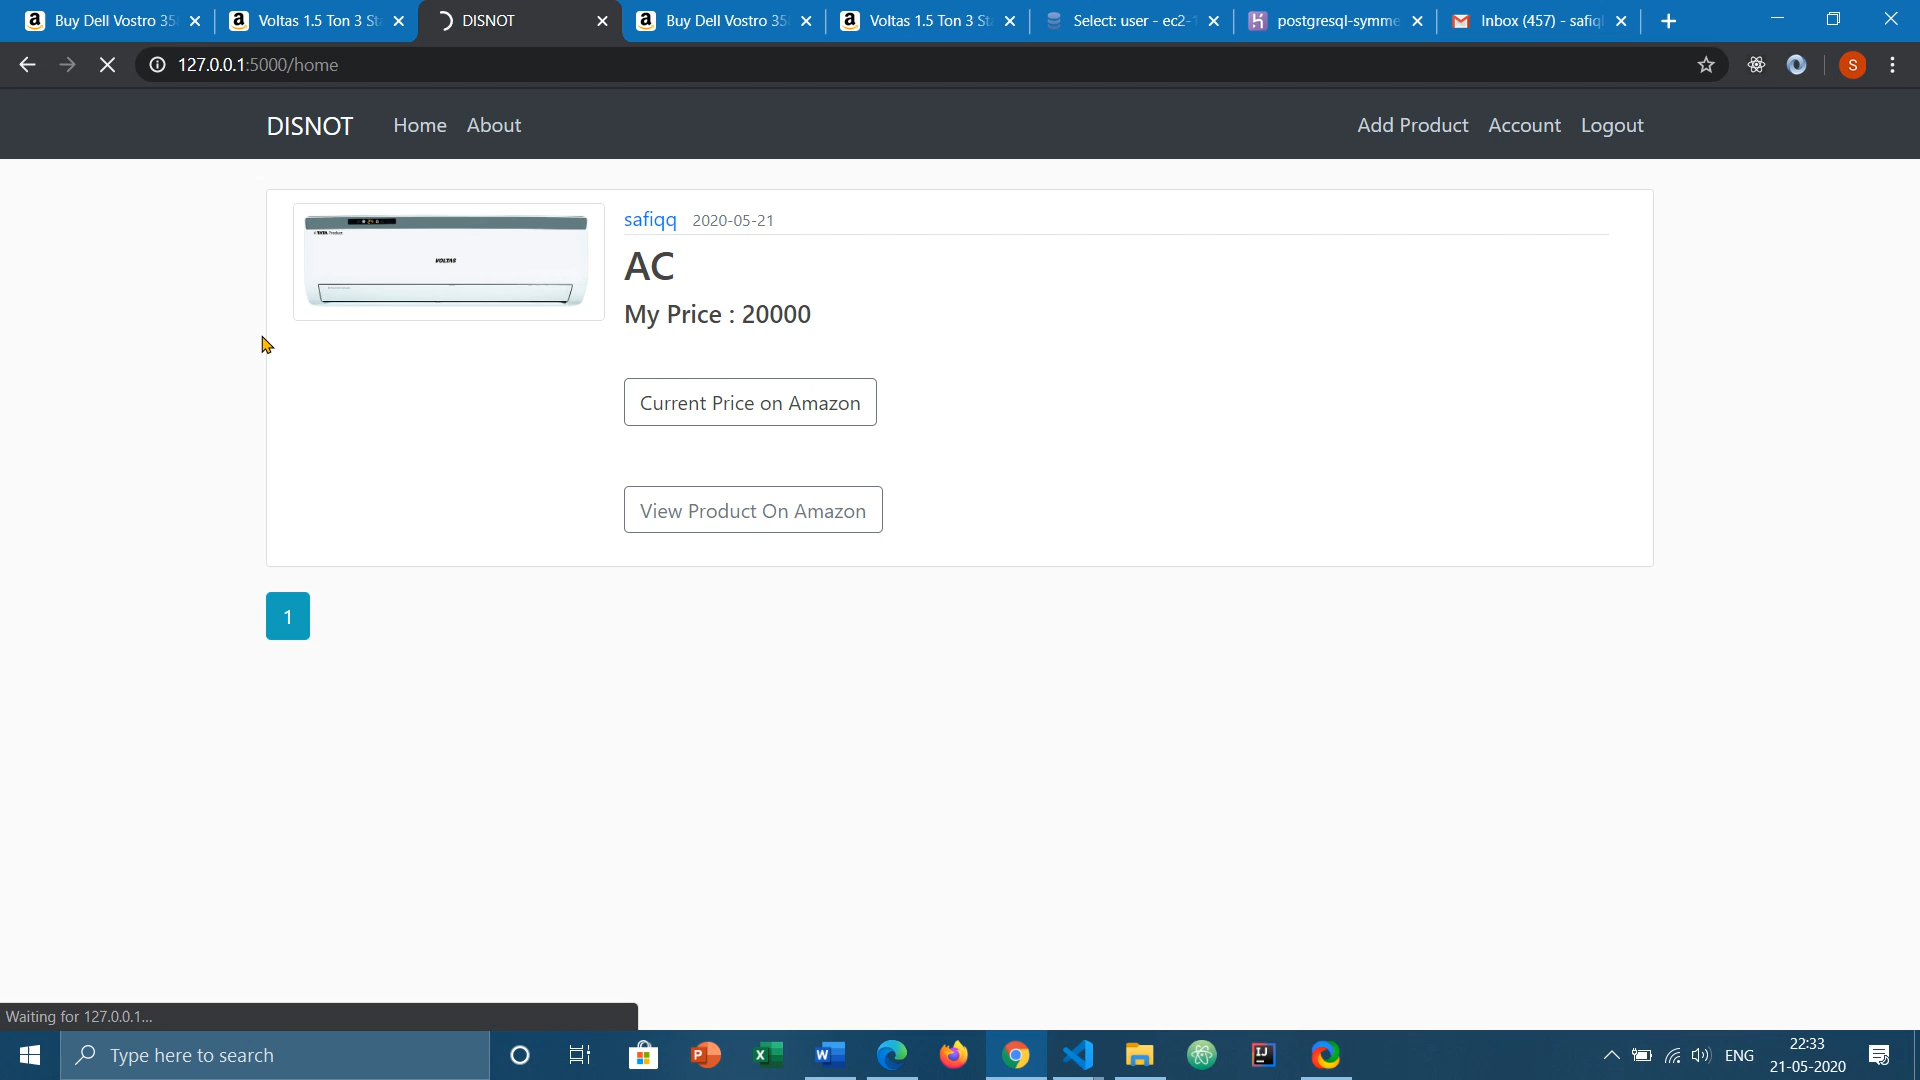 Buy Dell Vostro 35
Voltas 1.5 Ton 3 St
DISNOT
Buy Dell Vostro 35
Voltas 1.5 Ton 3 St
Select: user - ec2-1
postgresql-symme
Inbox (457) - safiq
127.0.0.1:5000/home
S
DISNOT
Home
About
Add Product
Account
Logout
VOLTAS
safiqq
2020-05-21
AC
My Price : 20000
Current Price on Amazon
View Product On Amazon
1
Waiting for 127.0.0.1...
Type here to search
ENG
22:33
21-05-2020